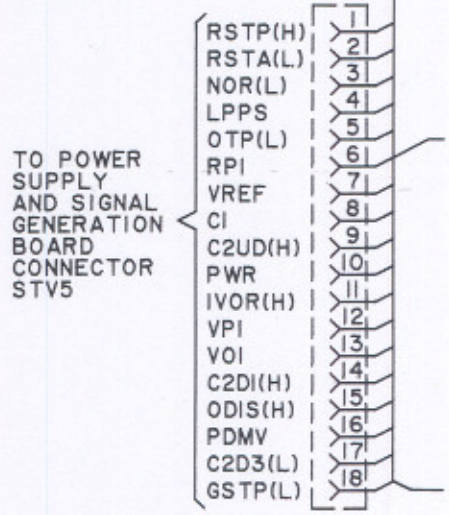 RSTP(H) 1
RSTA(L) 2
NOR(L) 3
LPPS 4
OTP(L) 5
RPI 6
VREF 7
CI 8
C2UD(H) 9
PWR 10
IVOR(H) 11
VPI 12
VOI 13
C2DI(H) 14
ODIS(H) 15
PDMV 16
C2D3(L) 17
GSTP(L) 18
TO POWER
SUPPLY
AND SIGNAL
GENERATION
BOARD
CONNECTOR
STV5